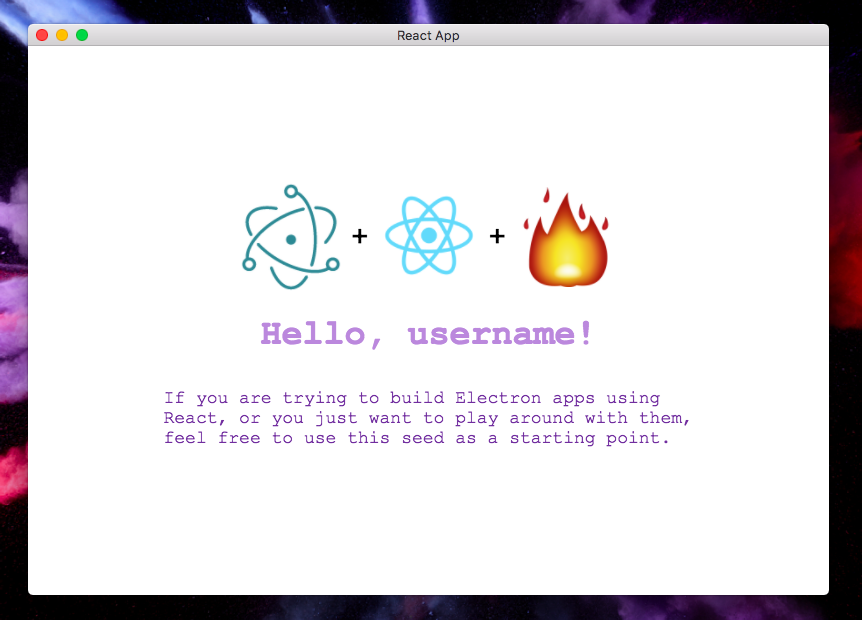 React App
+ +
Hello, username!
If you are trying to build Electron apps using
React, or you just want to play around with them,
feel free to use this seed as a starting point.